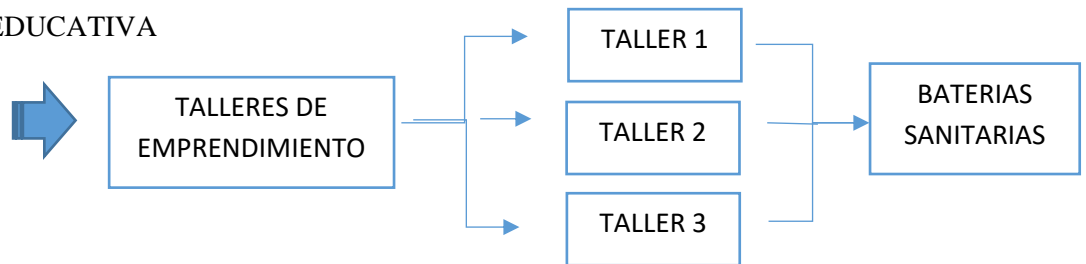 EDUCATIVA
TALLERES DE
EMPRENDIMIENTO
TALLER 1
TALLER 2
TALLER 3
BATERIAS
SANITARIAS